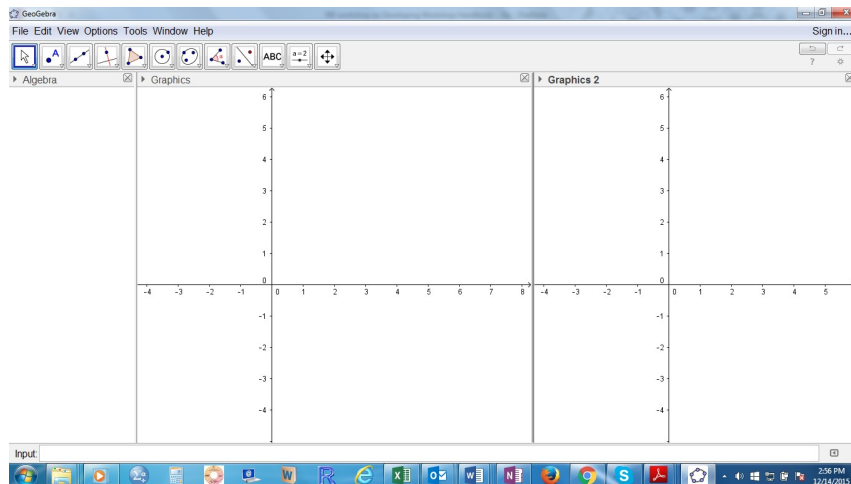 GeoGebra
File Edit View Options Tools Window Help
Sign in...
A
ABC
a = 2
?
Algebra
Graphics
Graphics 2
6
5
4
3
2
1
0
-4 -3 -2 -1 0 1 2 3 4 5 6 7 8
-1
-2
-3
-4
6
5
4
3
2
1
0
-4 -3 -2 -1 0 1 2 3 4 5
-1
-2
-3
-4
Input:
2:56 PM
12/14/2015